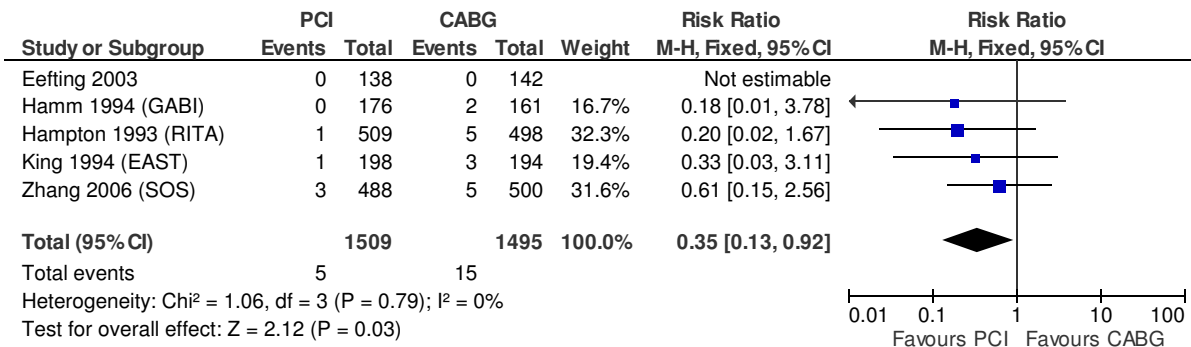 PCI CABG Risk Ratio Risk Ratio
Study or Subgroup Events Total Events Total Weight M-H, Fixed, 95% CI M-H, Fixed, 95% CI
Eefting 2003 0 138 0 142 Not estimable
Hamm 1994 (GABI) 0 176 2 161 16.7% 0.18 [0.01, 3.78]
Hampton 1993 (RITA) 1 509 5 498 32.3% 0.20 [0.02, 1.67]
King 1994 (EAST) 1 198 3 194 19.4% 0.33 [0.03, 3.11]
Zhang 2006 (SOS) 3 488 5 500 31.6% 0.61 [0.15, 2.56]
Total (95% CI) 1509 1495 100.0% 0.35 [0.13, 0.92]
Total events 5 15
Heterogeneity: Chi² = 1.06, df = 3 (P = 0.79); I² = 0%
Test for overall effect: Z = 2.12 (P = 0.03)
0.01 0.1 1 10 100
Favours PCI Favours CABG